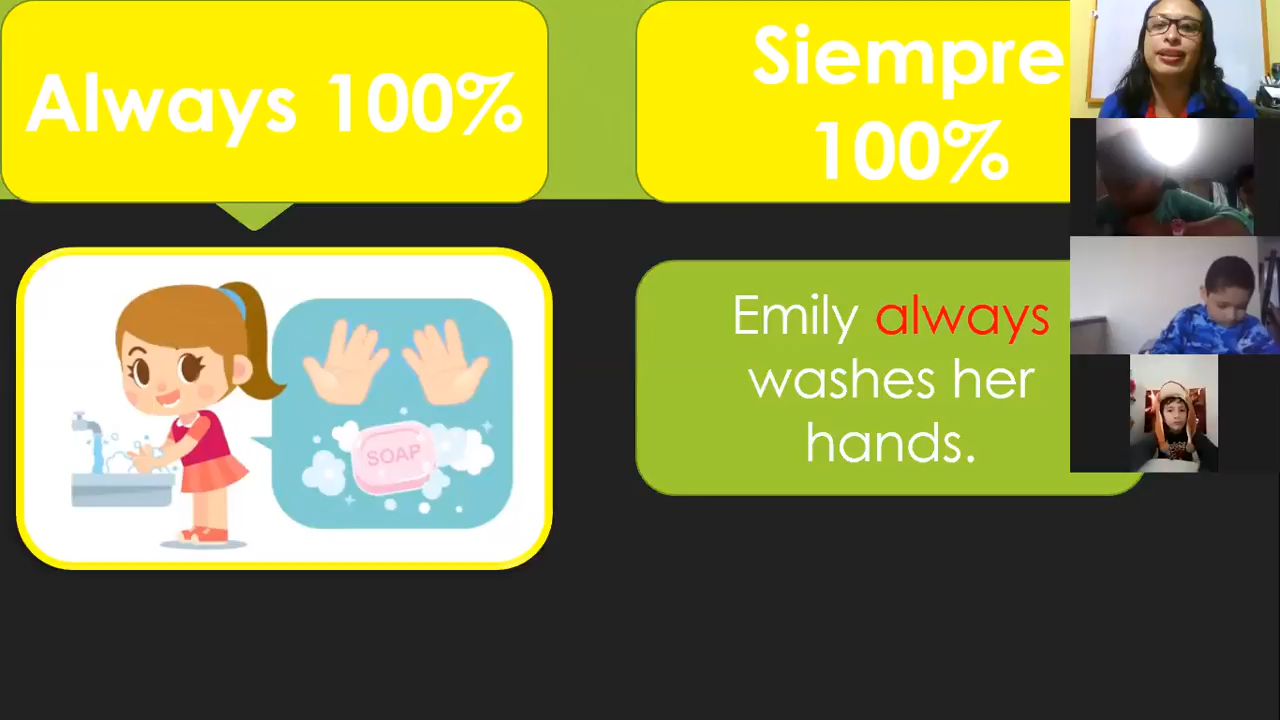 Always 100%
Siempre
100%
SOAP
Emily always
washes her
hands.